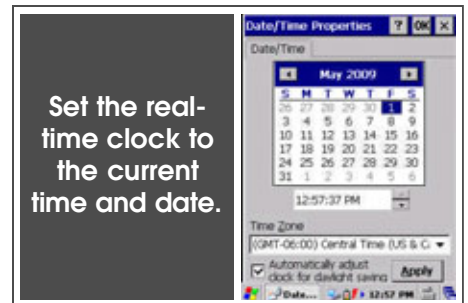 Set the real-
time clock to
the current
time and date.
Date/Time Properties ? OK ×
Date/Time
May 2009
S M T W T F S
26 27 28 29 30 1 2
3 4 5 6 7 8 9
10 11 12 13 14 15 16
17 18 19 20 21 22 23
24 25 26 27 28 29 30
31 1 2 3 4 5 6
12:57:37 PM
Time Zone
(GMT-06:00) Central Time (US & C
Automatically adjust
clock for daylight saving
Apply
Date... 12:57 PM